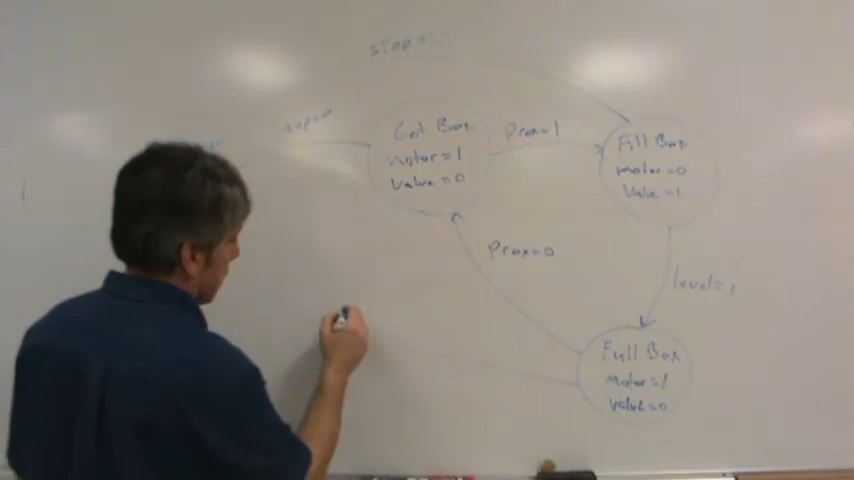 stop=
Get Box
motor=1
Valve=0
Prox=1
Fill Box
motor=0
Valve=1
Prox=0
level=1
Full Box
motor=1
Valve=0